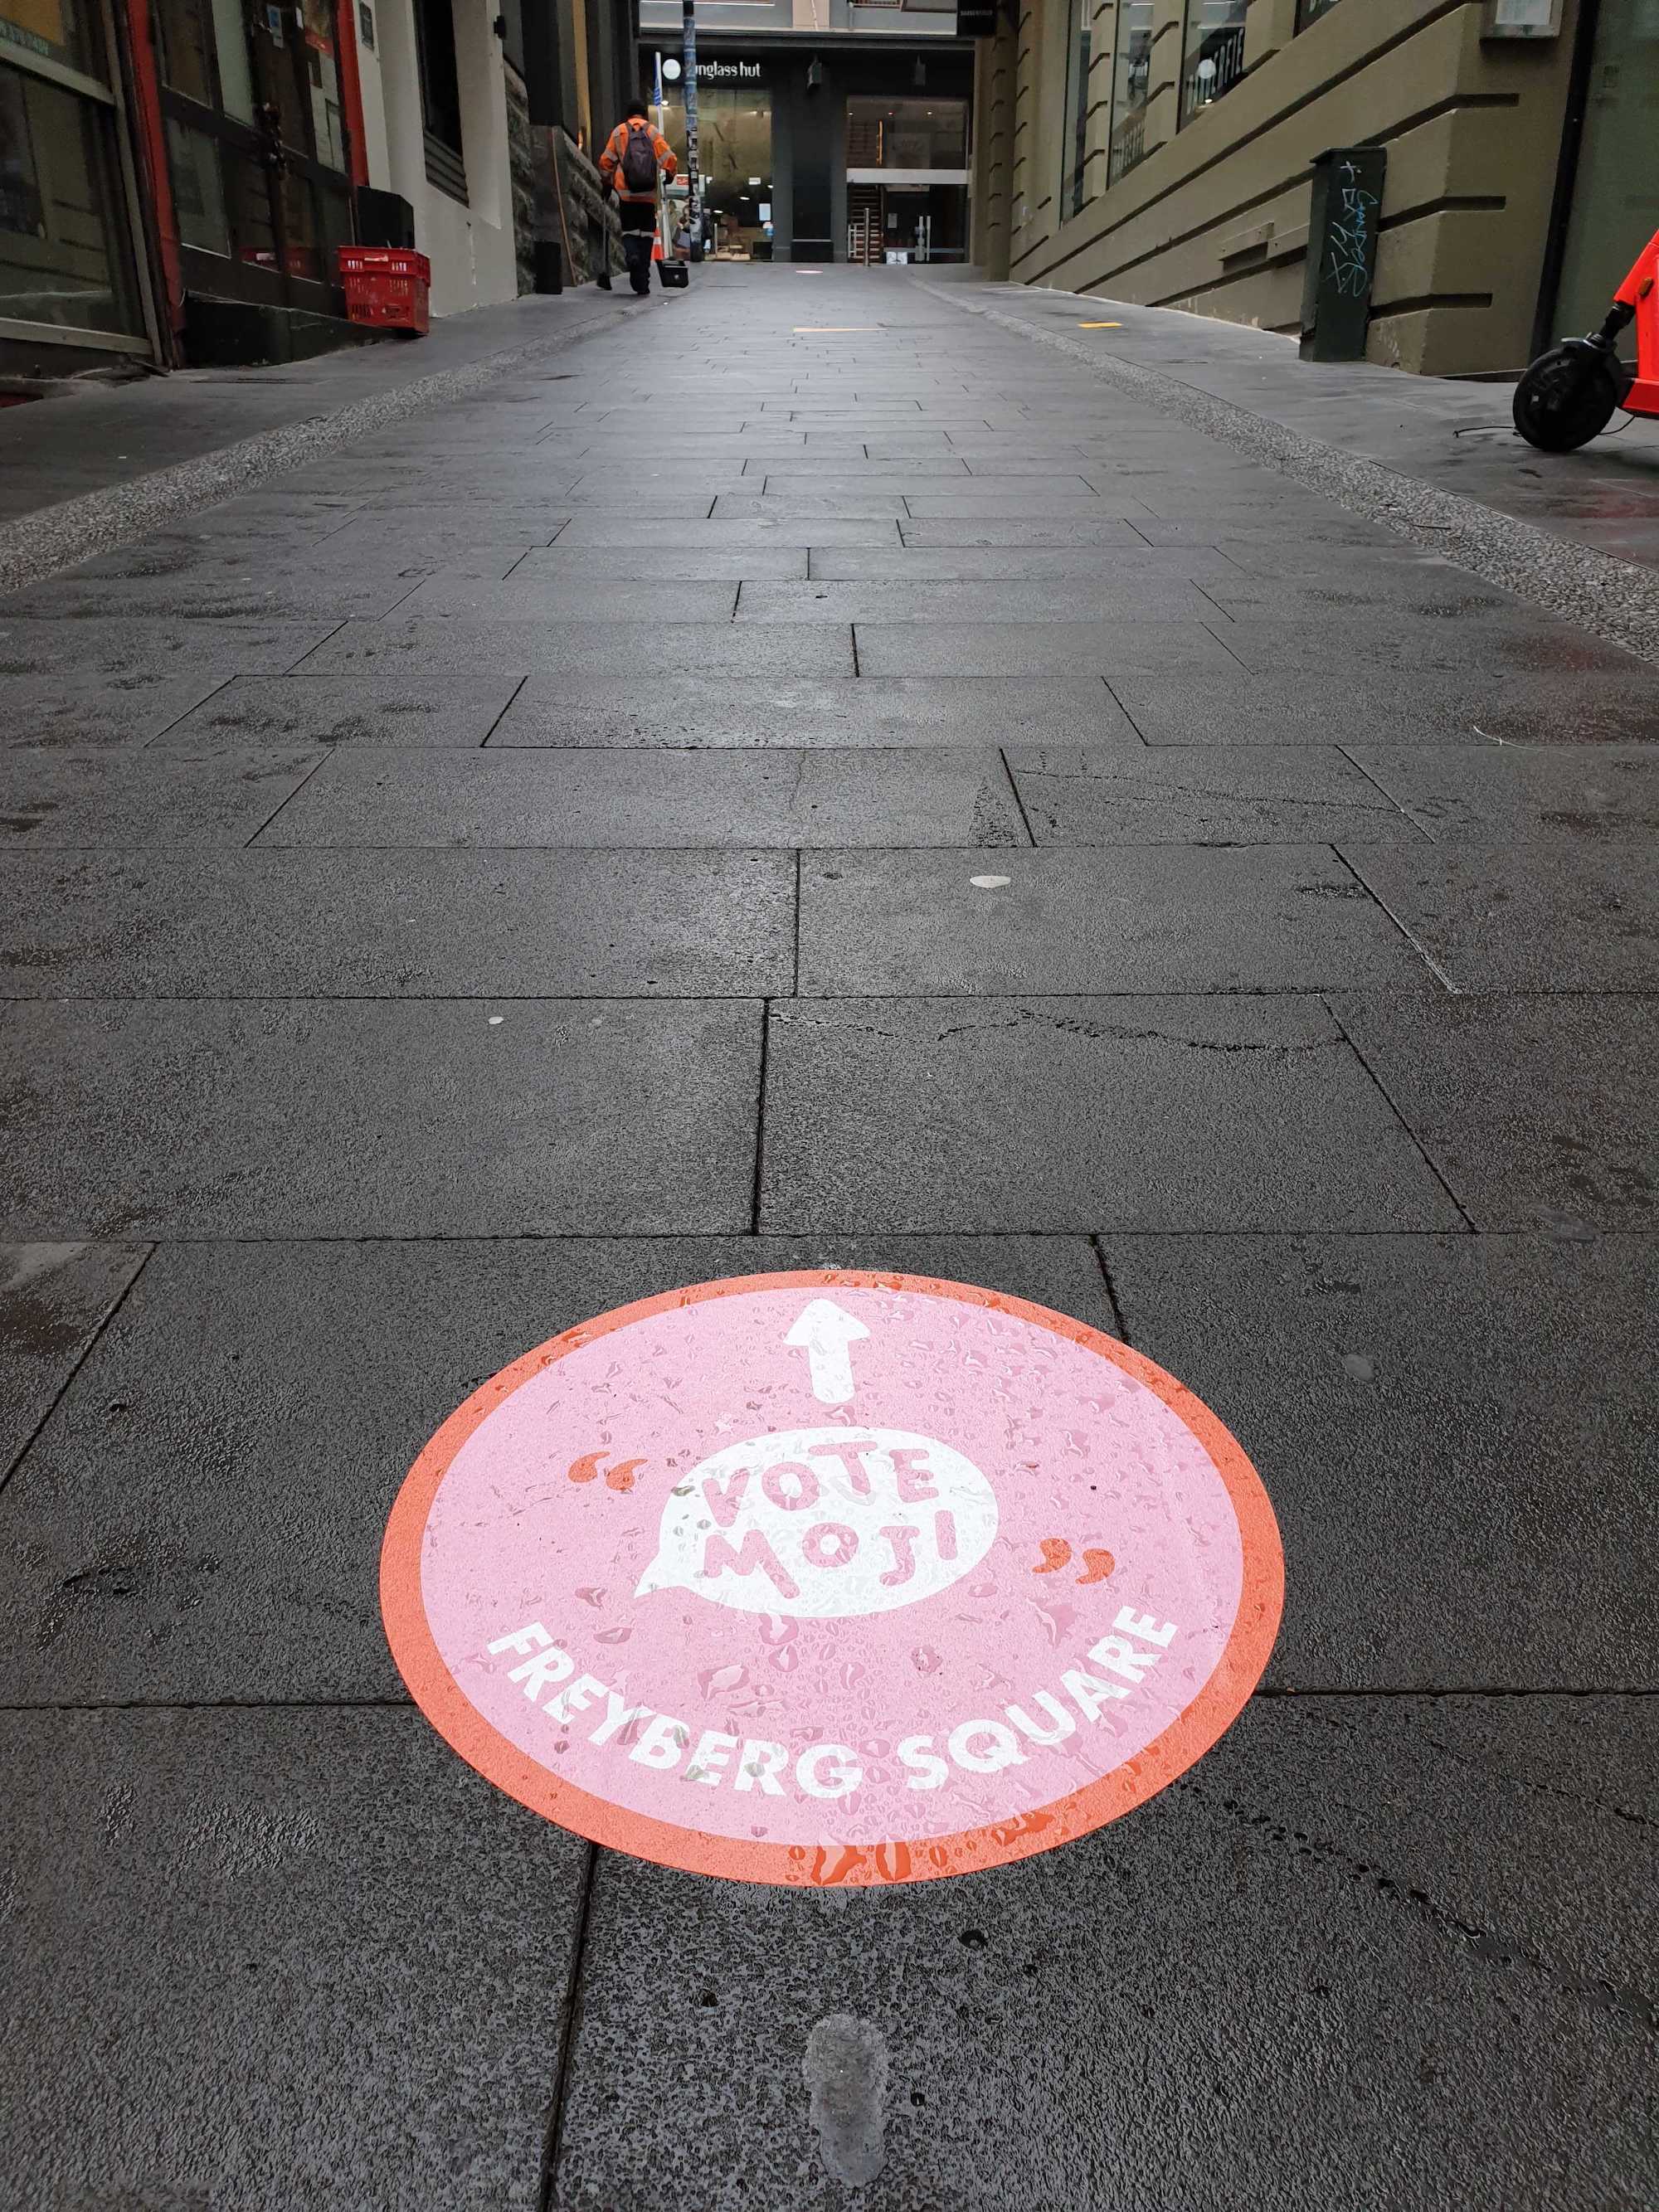 unglass hut
VOTE
MOJI
FREYBERG SQUARE